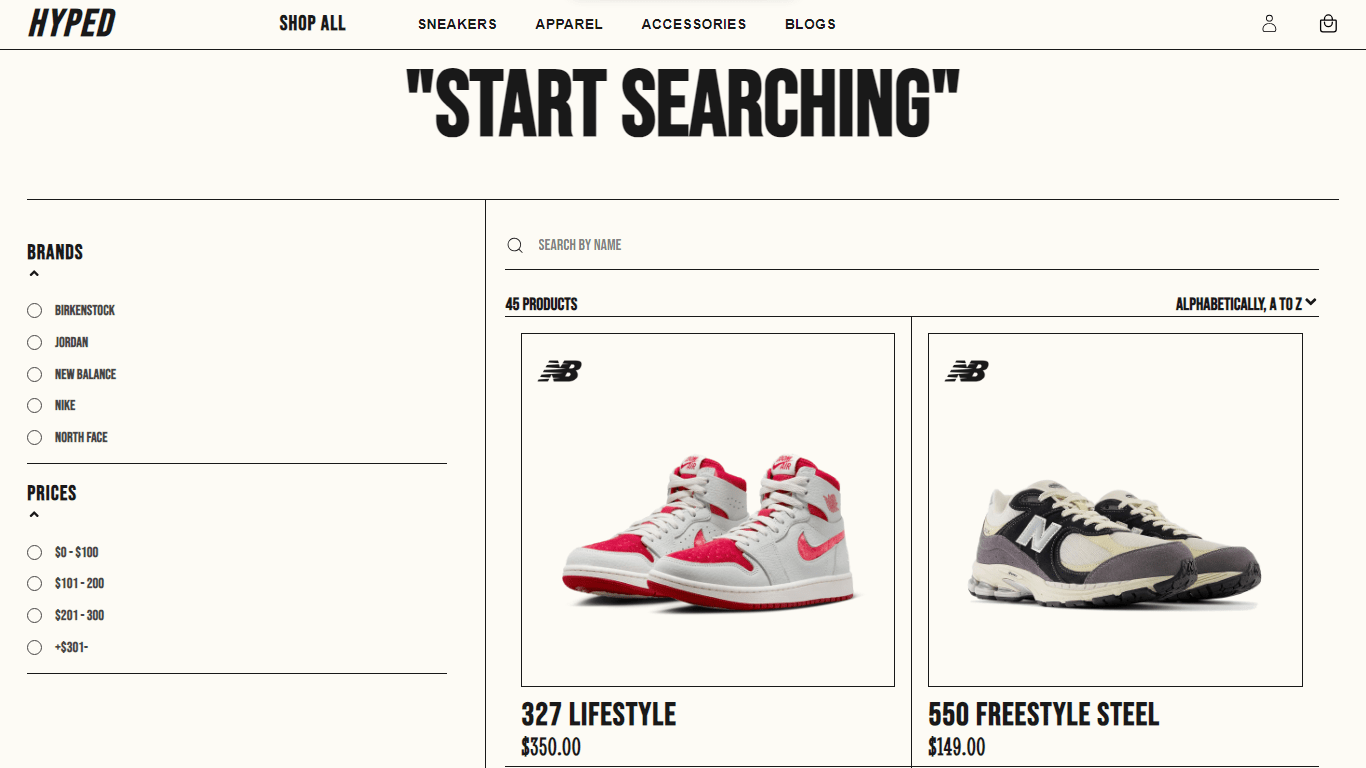 HYPED
SHOP ALL
SNEAKERS
APPAREL
ACCESSORIES
BLOGS
"START SEARCHING"
BRANDS
BIRKENSTOCK
JORDAN
NEW BALANCE
NIKE
NORTH FACE
PRICES
$0 - $100
$101 - 200
$201 - 300
+$301-
SEARCH BY NAME
45 PRODUCTS
ALPHABETICALLY, A TO Z
NB
327 LIFESTYLE
$350.00
NB
N
550 FREESTYLE STEEL
$149.00